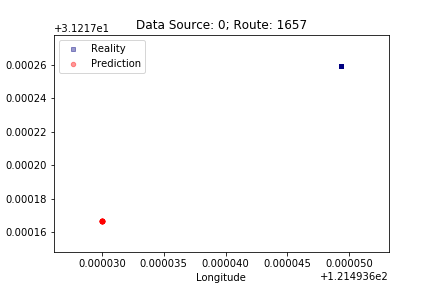 Data Source: 0; Route: 1657
+3.1217e1
Reality
Prediction
0.00026
0.00024
0.00022
0.00020
0.00018
0.00016
0.000030 0.000035 0.000040 0.000045 0.000050
Longitude
+1.214936e2